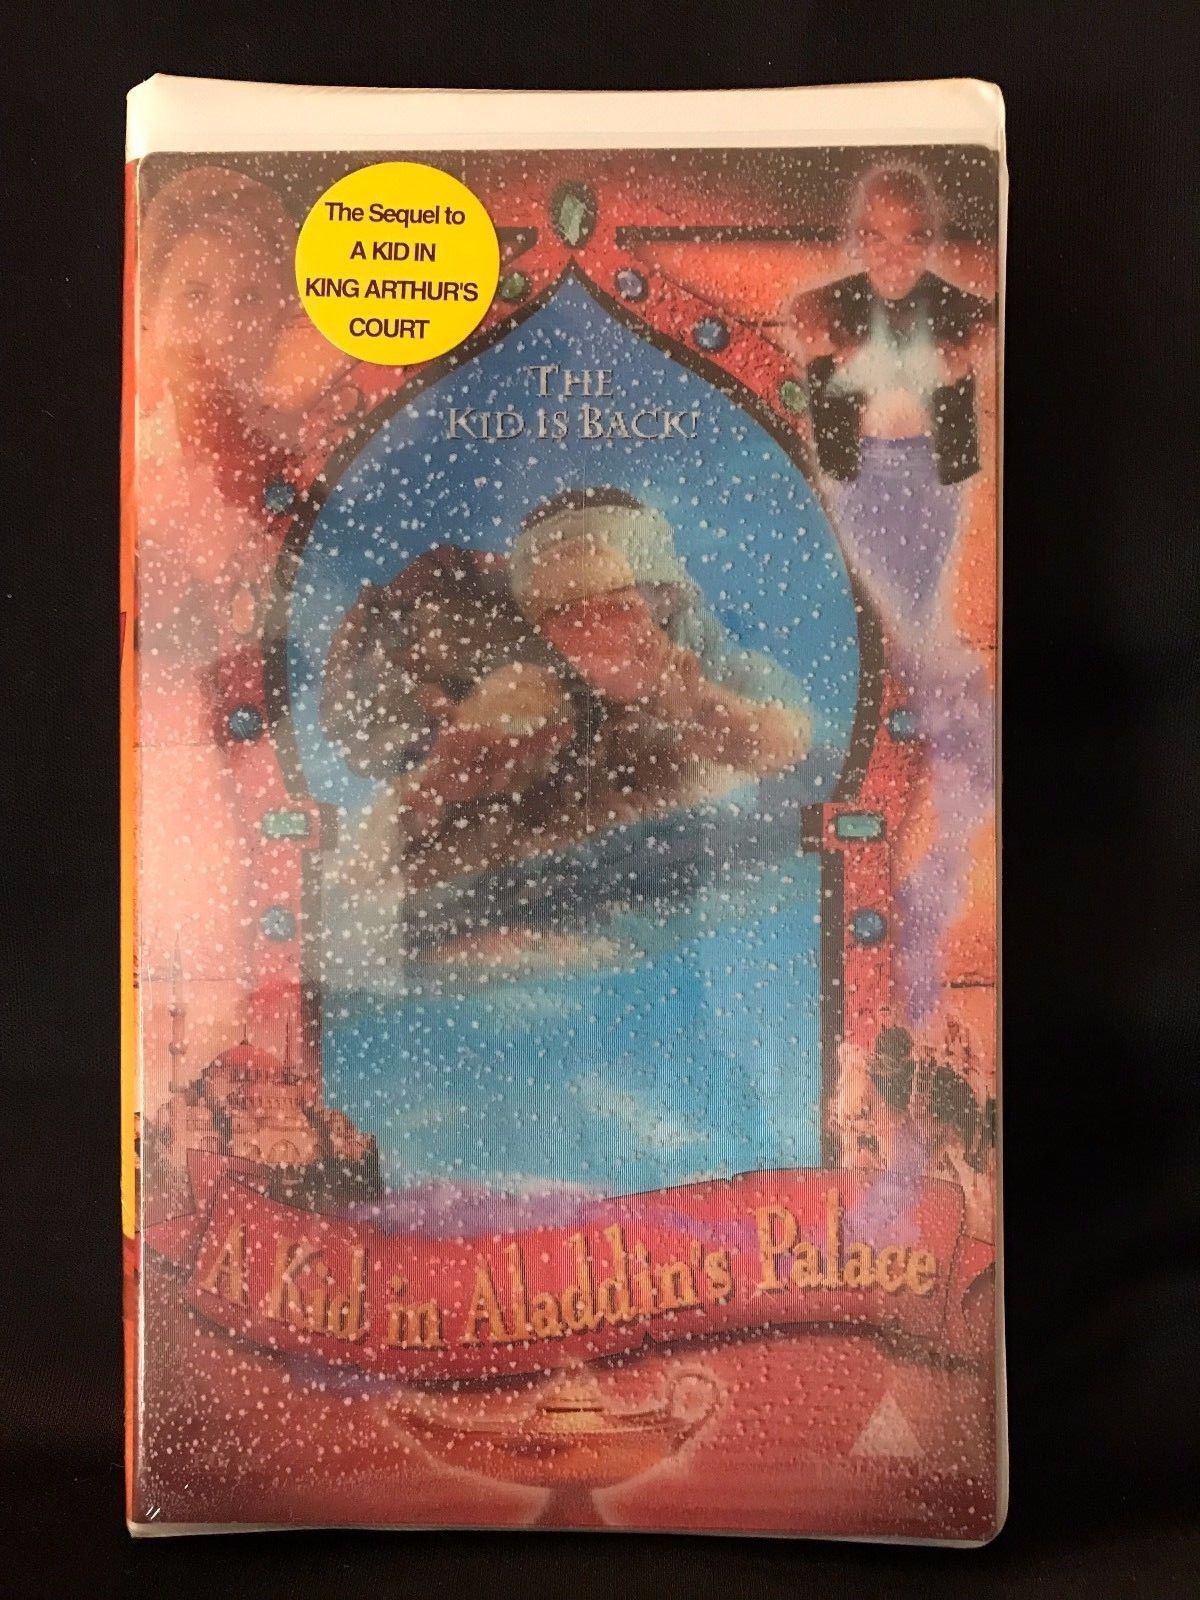 The Sequel to
A KID IN
KING ARTHUR'S
COURT
THE
KID IS BACK!
A Kid in Aladdin's Palace